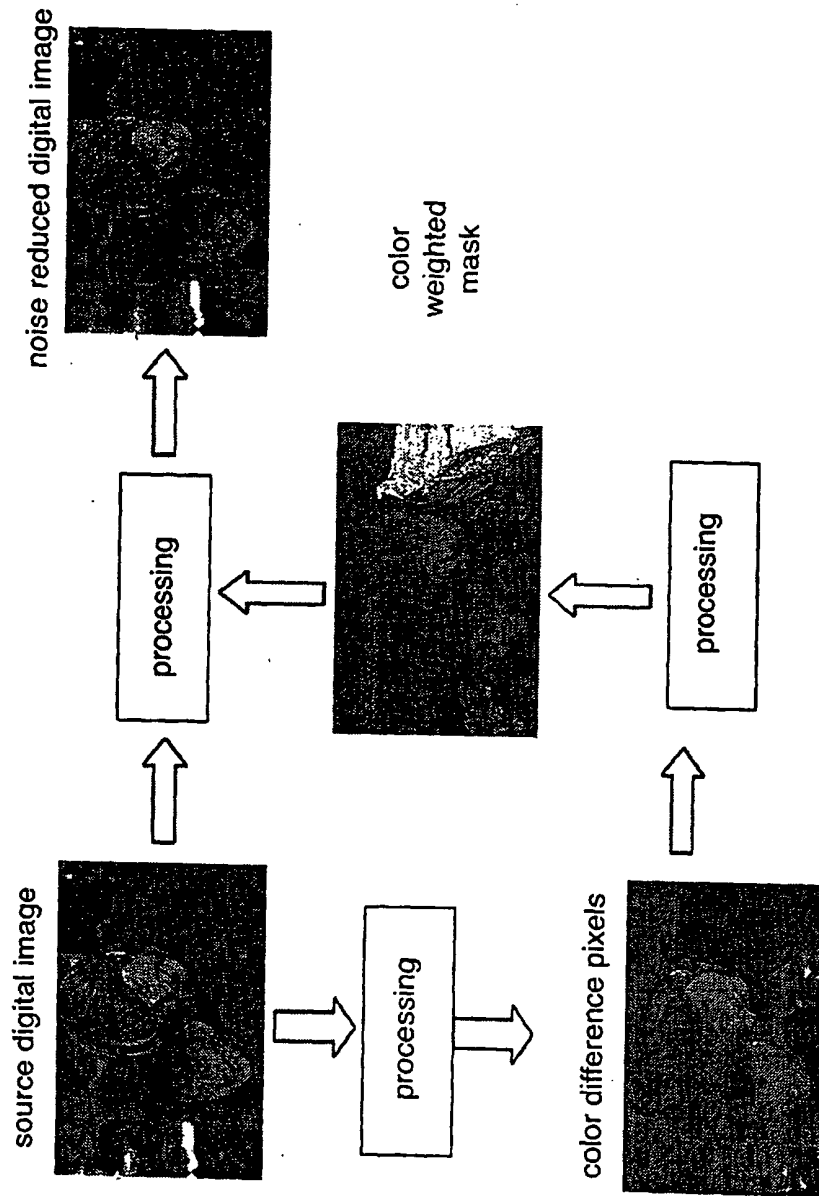 source digital image
processing
noise reduced digital image
processing
color
weighted
mask
color difference pixels
processing